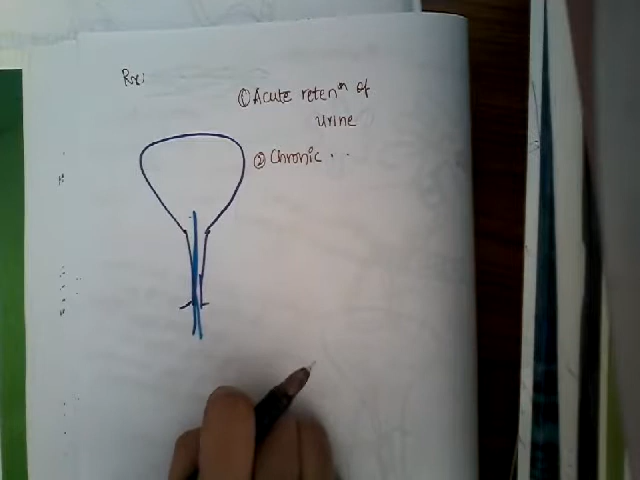 Rx:
① Acute retenⁿ of
urine
② Chronic . .